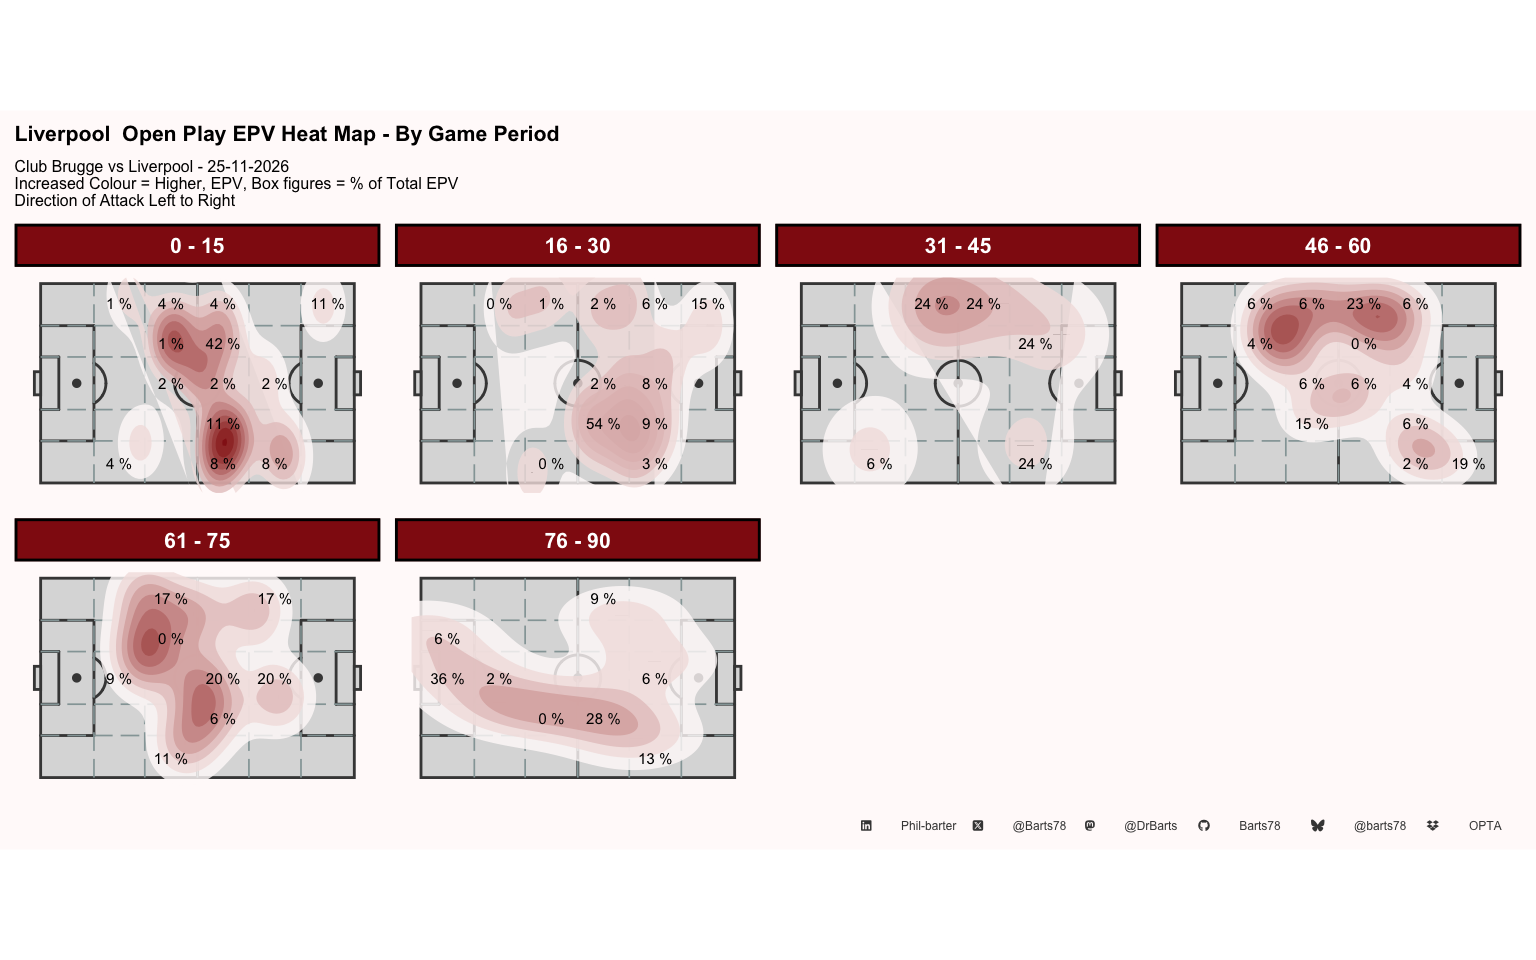 Liverpool  Open Play EPV Heat Map - By Game Period
Club Brugge vs Liverpool - 25-11-2026
Increased Colour = Higher, EPV, Box figures = % of Total EPV
Direction of Attack Left to Right
0 - 15
1 % 4 % 4 % 11 %
1 % 42 %
2 % 2 % 2 %
11 %
4 % 8 % 8 %
16 - 30
0 % 1 % 2 % 6 % 15 %
2 % 8 %
54 % 9 %
0 % 3 %
31 - 45
24 % 24 %
24 %
6 % 24 %
46 - 60
6 % 6 % 23 % 6 %
4 % 0 %
6 % 6 % 4 %
15 % 6 %
2 % 19 %
61 - 75
17 % 17 %
0 %
9 % 20 % 20 %
6 %
11 %
76 - 90
9 %
6 %
36 % 2 % 6 %
0 % 28 %
13 %
Phil-barter @Barts78 @DrBarts Barts78 @barts78 OPTA